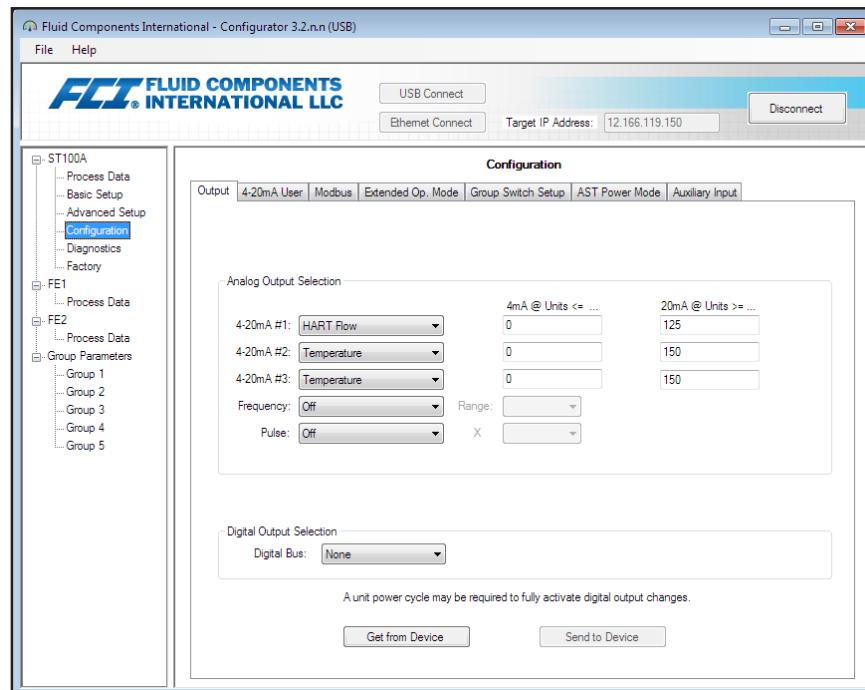 Fluid Components International - Configurator 3.2.n.n (USB)
File Help
FCI® FLUID COMPONENTS
INTERNATIONAL LLC
USB Connect
Ethernet Connect Target IP Address: 12.166.119.150
Disconnect
ST100A
Process Data
Basic Setup
Advanced Setup
Configuration
Diagnostics
Factory
FE1
Process Data
FE2
Process Data
Group Parameters
Group 1
Group 2
Group 3
Group 4
Group 5
Configuration
Output 4-20mA User Modbus Extended Op. Mode Group Switch Setup AST Power Mode Auxiliary Input
Analog Output Selection
4mA @ Units <= ... 20mA @ Units >= ...
4-20mA #1: HART Flow 0 125
4-20mA #2: Temperature 0 150
4-20mA #3: Temperature 0 150
Frequency: Off Range:
Pulse: Off X
Digital Output Selection
Digital Bus: None
A unit power cycle may be required to fully activate digital output changes.
Get from Device Send to Device